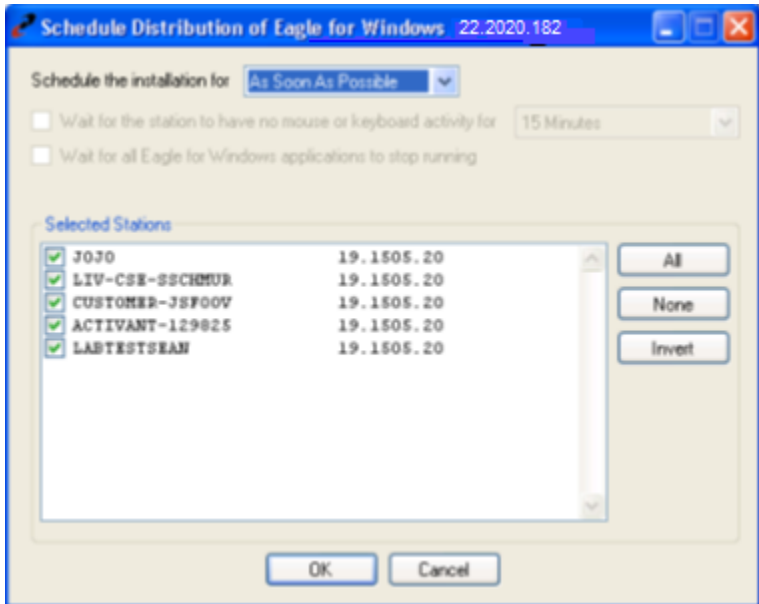 Schedule Distribution of Eagle for Windows 22.2020.182
Schedule the installation for As Soon As Possible
Wait for the station to have no mouse or keyboard activity for 15 Minutes
Wait for all Eagle for Windows applications to stop running
Selected Stations
JOJO 19.1505.20
LIV-CSE-SSCHMUR 19.1505.20
CUSTOMER-JSFOOV 19.1505.20
ACTIVANT-129825 19.1505.20
LABTESTSEAN 19.1505.20
All
None
Invert
OK Cancel